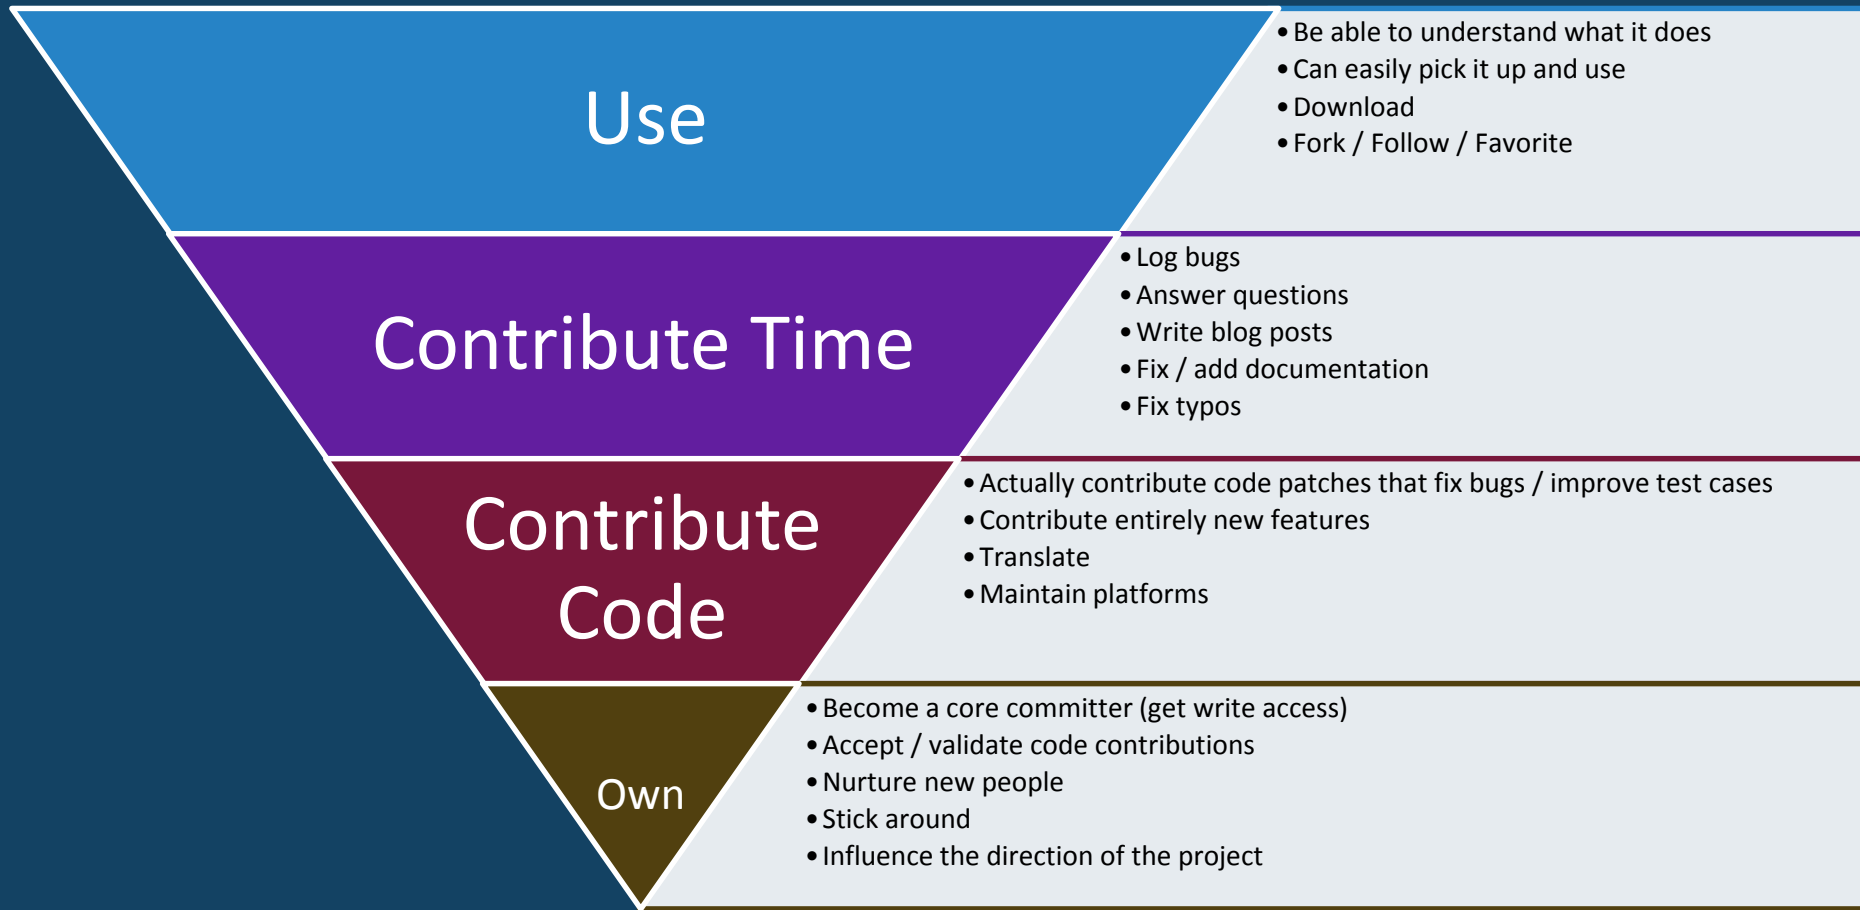 Use
• Be able to understand what it does
• Can easily pick it up and use
• Download
• Fork / Follow / Favorite
Contribute Time
• Log bugs
• Answer questions
• Write blog posts
• Fix / add documentation
• Fix typos
Contribute
Code
• Actually contribute code patches that fix bugs / improve test cases
• Contribute entirely new features
• Translate
• Maintain platforms
Own
• Become a core committer (get write access)
• Accept / validate code contributions
• Nurture new people
• Stick around
• Influence the direction of the project